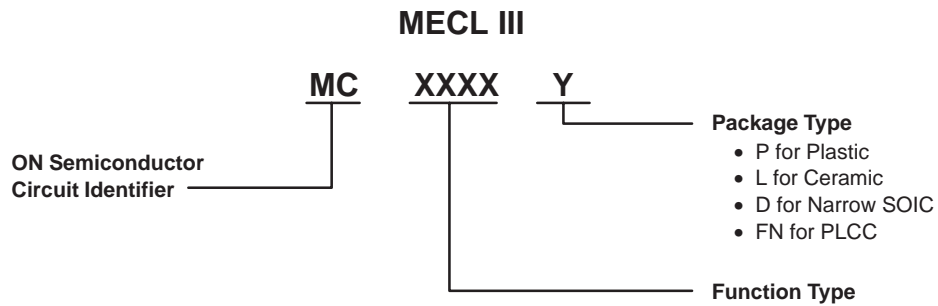 MECL III
MC XXXX Y
ON Semiconductor
Circuit Identifier
Package Type
• P for Plastic
• L for Ceramic
• D for Narrow SOIC
• FN for PLCC
Function Type